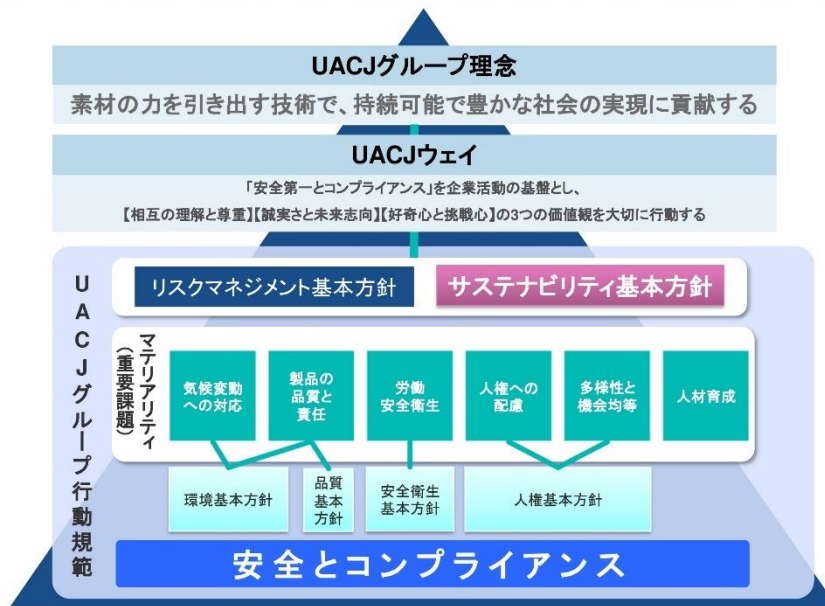 UACJグループ理念
素材の力を引き出す技術で、持続可能で豊かな社会の実現に貢献する
UACJウェイ
「安全第一とコンプライアンス」を企業活動の基盤とし、
【相互の理解と尊重】【誠実さと未来志向】【好奇心と挑戦心】の3つの価値観を大切に行動する
UACJグループ行動規範
リスクマネジメント基本方針
サステナビリティ基本方針
マテリアリティ
(重要課題)
気候変動
への対応
製品の
品質と
責任
労働
安全衛生
人権への
配慮
多様性と
機会均等
人材育成
環境基本方針
品質
基本
方針
安全衛生
基本方針
人権基本方針
安全とコンプライアンス